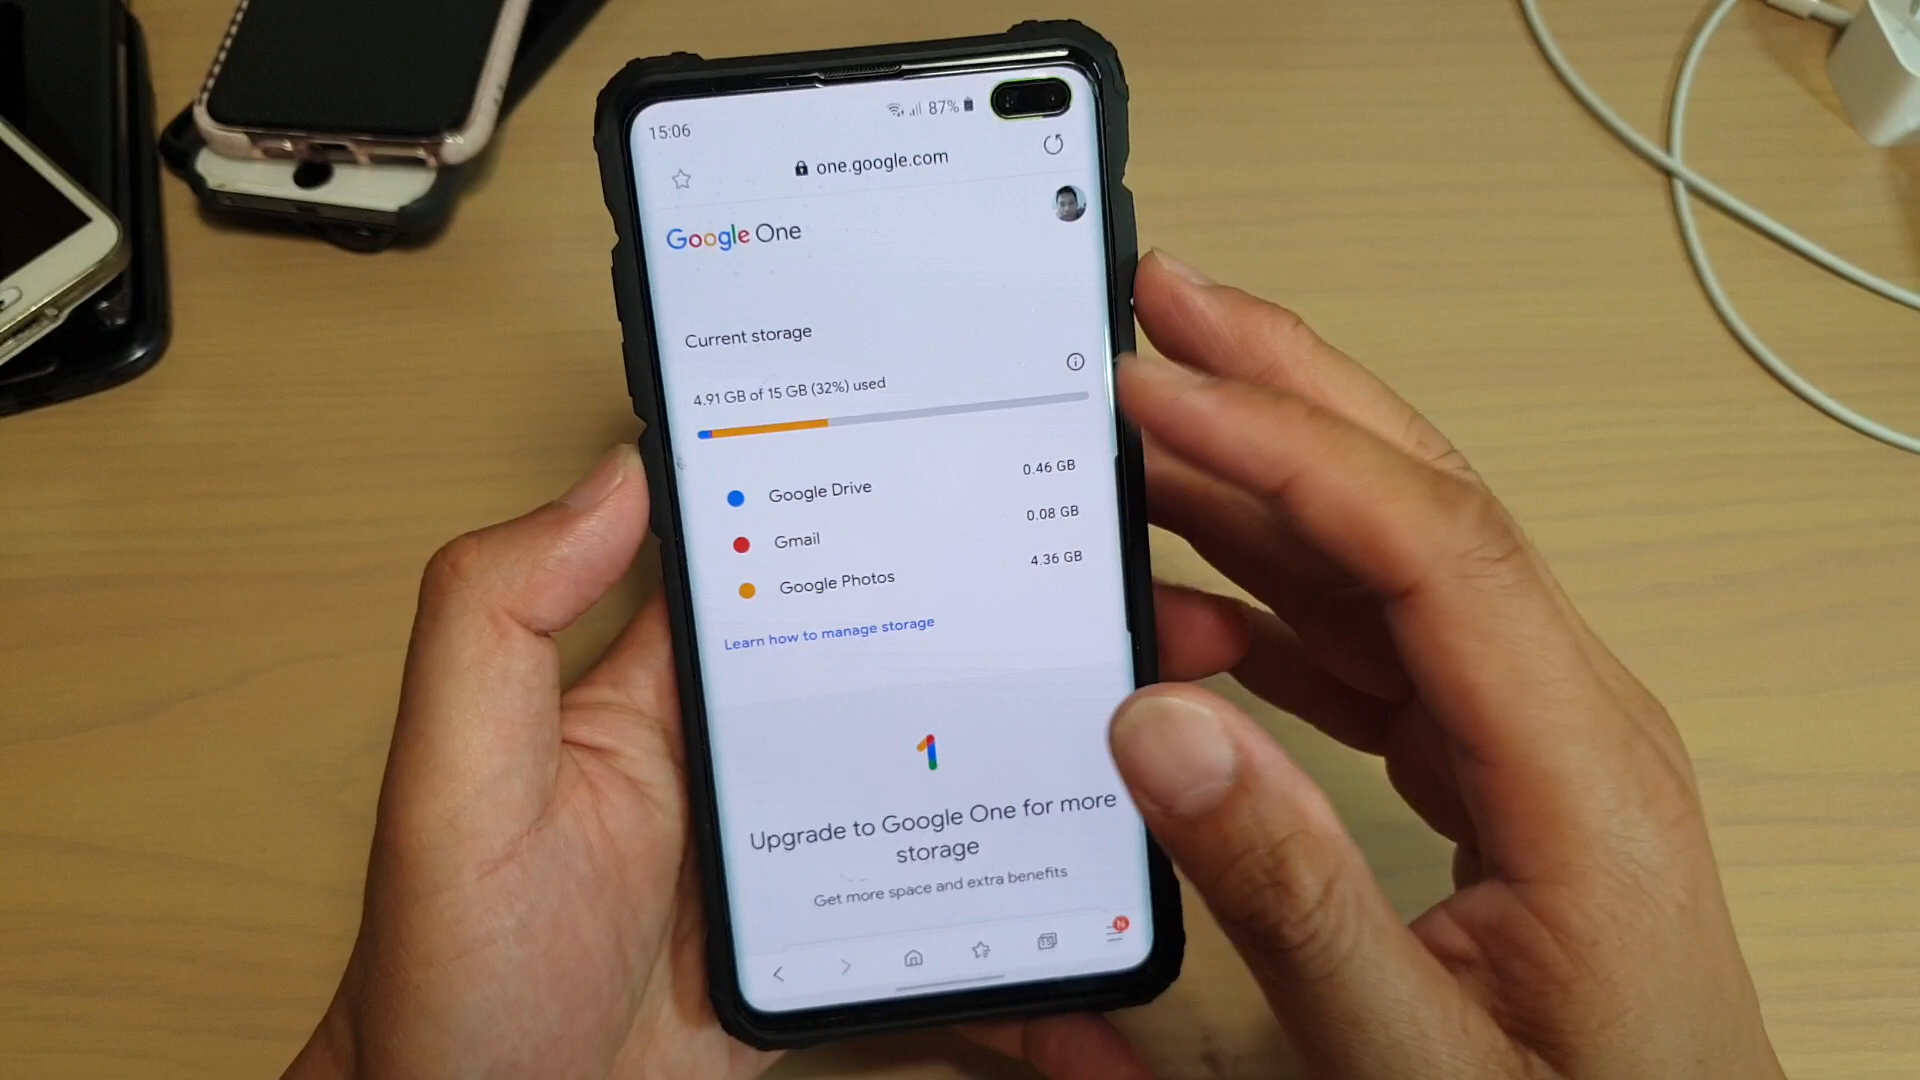 15:06
87%
one.google.com
Google One
Current storage
4.91 GB of 15 GB (32%) used
Google Drive 0.46 GB
Gmail 0.08 GB
Google Photos 4.36 GB
Learn how to manage storage
1
Upgrade to Google One for more
storage
Get more space and extra benefits
N